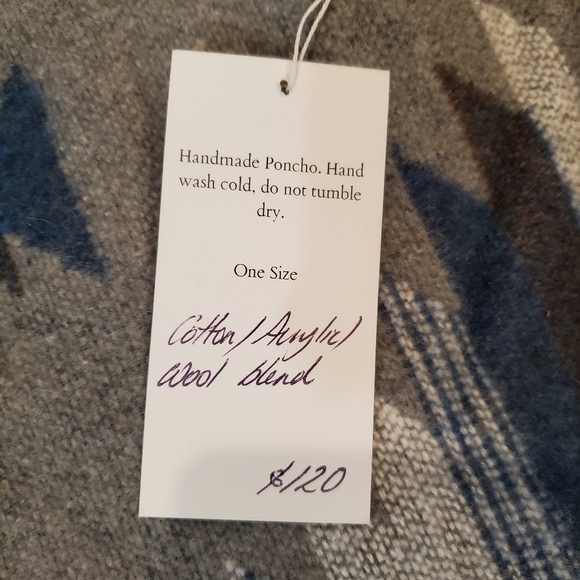 Handmade Poncho. Hand
wash cold, do not tumble
dry.
One Size
Cotton/Acrylic/
Wool blend
$120